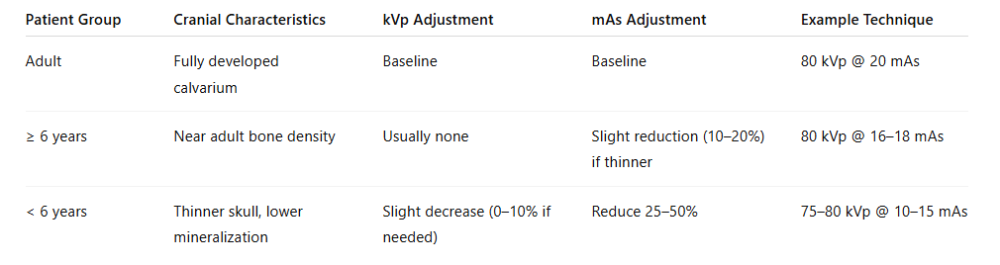 Patient Group Cranial Characteristics kVp Adjustment mAs Adjustment Example Technique
Adult Fully developed Baseline Baseline 80 kVp @ 20 mAs
calvarium
≥ 6 years Near adult bone density Usually none Slight reduction (10–20%) 80 kVp @ 16–18 mAs
if thinner
< 6 years Thinner skull, lower Slight decrease (0–10% if Reduce 25–50% 75–80 kVp @ 10–15 mAs
mineralization needed)